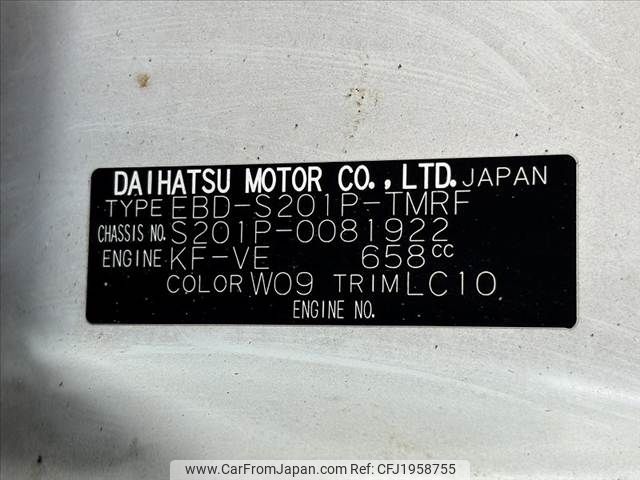 DAIHATSU MOTOR CO., LTD. JAPAN
TYPE EBD-S201P-TMRF
CHASSIS NO. S201P-0081922
ENGINE KF-VE 658cc
COLOR W09 TRIM LC10
ENGINE NO.
www.CarFromJapan.com - CFJ1958755